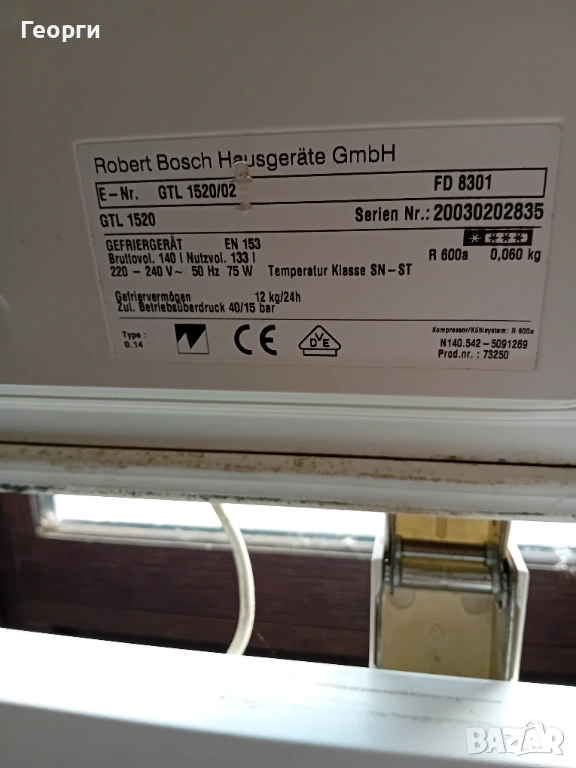 Георги
Robert Bosch Hausgeräte GmbH
E-Nr. GTL 1520/02 FD 8301
GTL 1520 Serien Nr.: 20030202835
GEFRIERGERÄT EN 153
Bruttovol. 140 l Nutzvol. 133 l R 600a 0,060 kg
220 - 240 V~ 50 Hz 75 W Temperatur Klasse SN-ST
Gefriervermögen 12 kg/24h
Zul. Betriebsüberdruck 40/15 bar
Type: Kompressor/Kühlsystem: R 600a
G.14 CE DVE N140.542-5091269
Prod.nr.: 73250
BAZAR